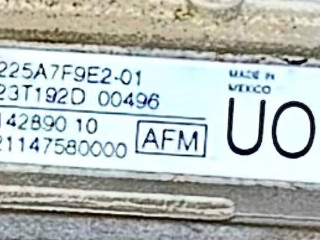 225A7F9E2-01
23T192D 00496
MADE IN
MEXICO
142890 10
21147580000
AFM
UO